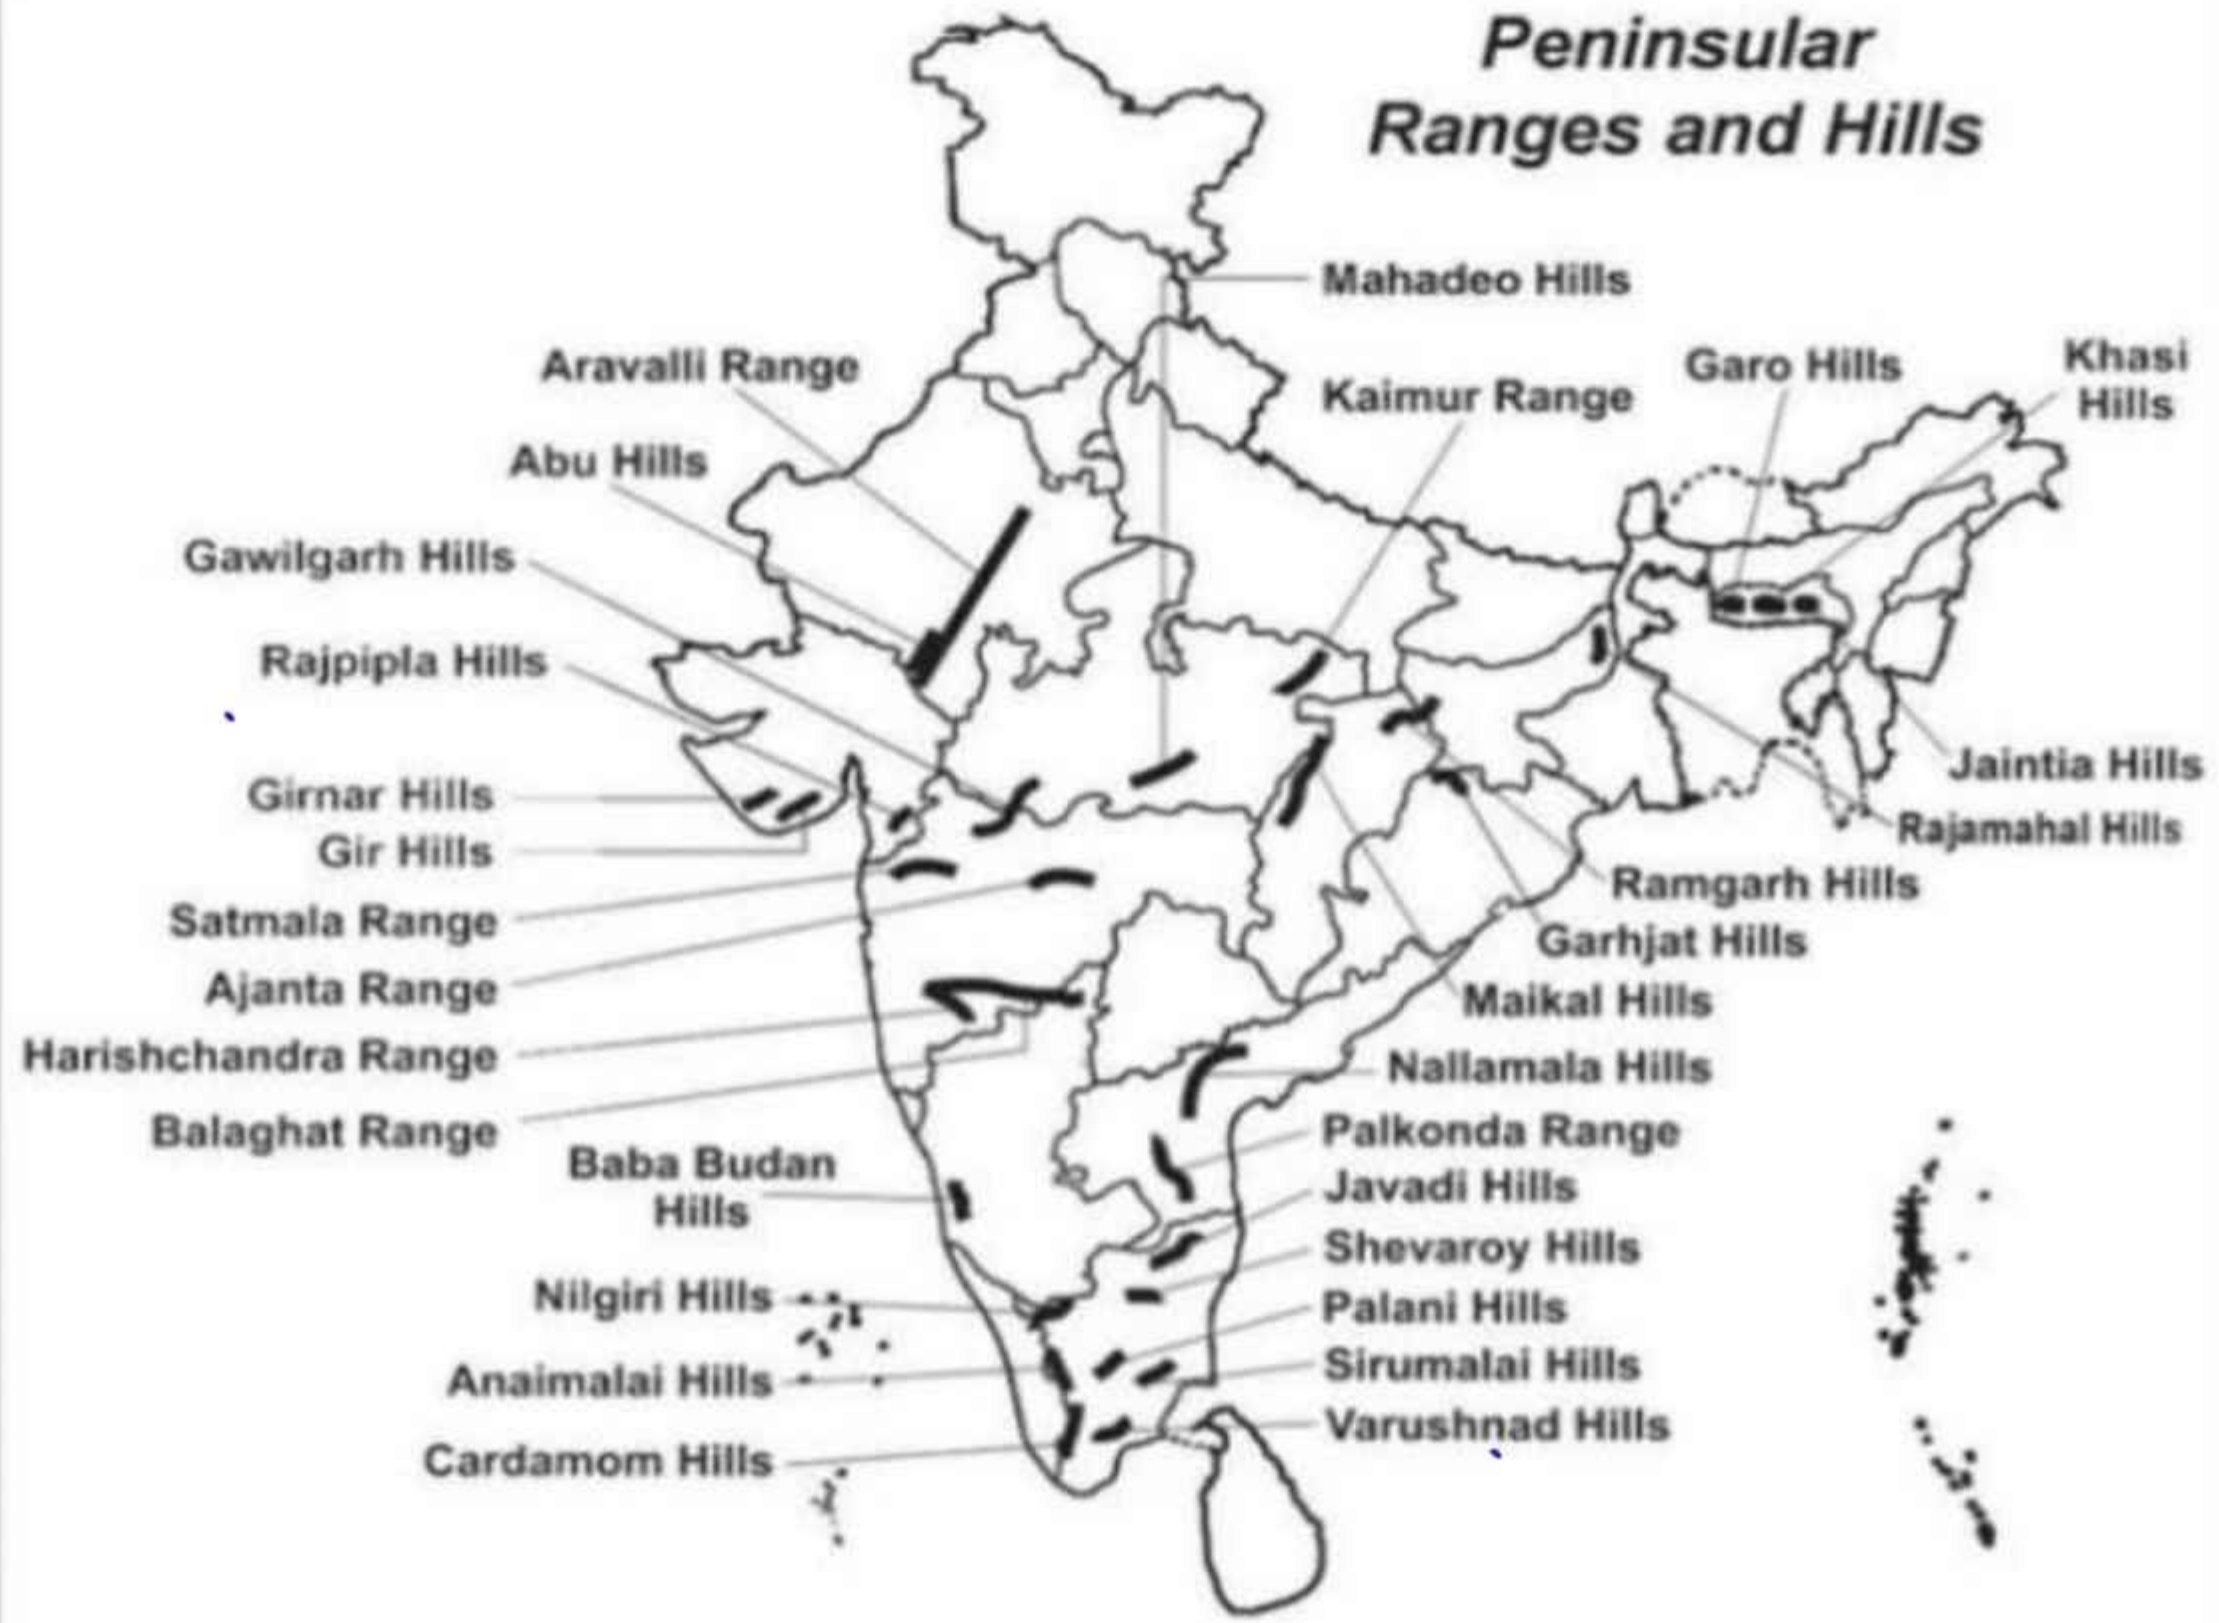 Peninsular
Ranges and Hills
Mahadeo Hills
Aravalli Range
Kaimur Range
Garo Hills
Khasi
Hills
Abu Hills
Gawilgarh Hills
Rajpipla Hills
Girnar Hills
Gir Hills
Satmala Range
Ajanta Range
Harishchandra Range
Balaghat Range
Baba Budan
Hills
Nilgiri Hills
Anaimalai Hills
Cardamom Hills
Jaintia Hills
Rajamahal Hills
Ramgarh Hills
Garhjat Hills
Maikal Hills
Nallamala Hills
Palkonda Range
Javadi Hills
Shevaroy Hills
Palani Hills
Sirumalai Hills
Varushnad Hills